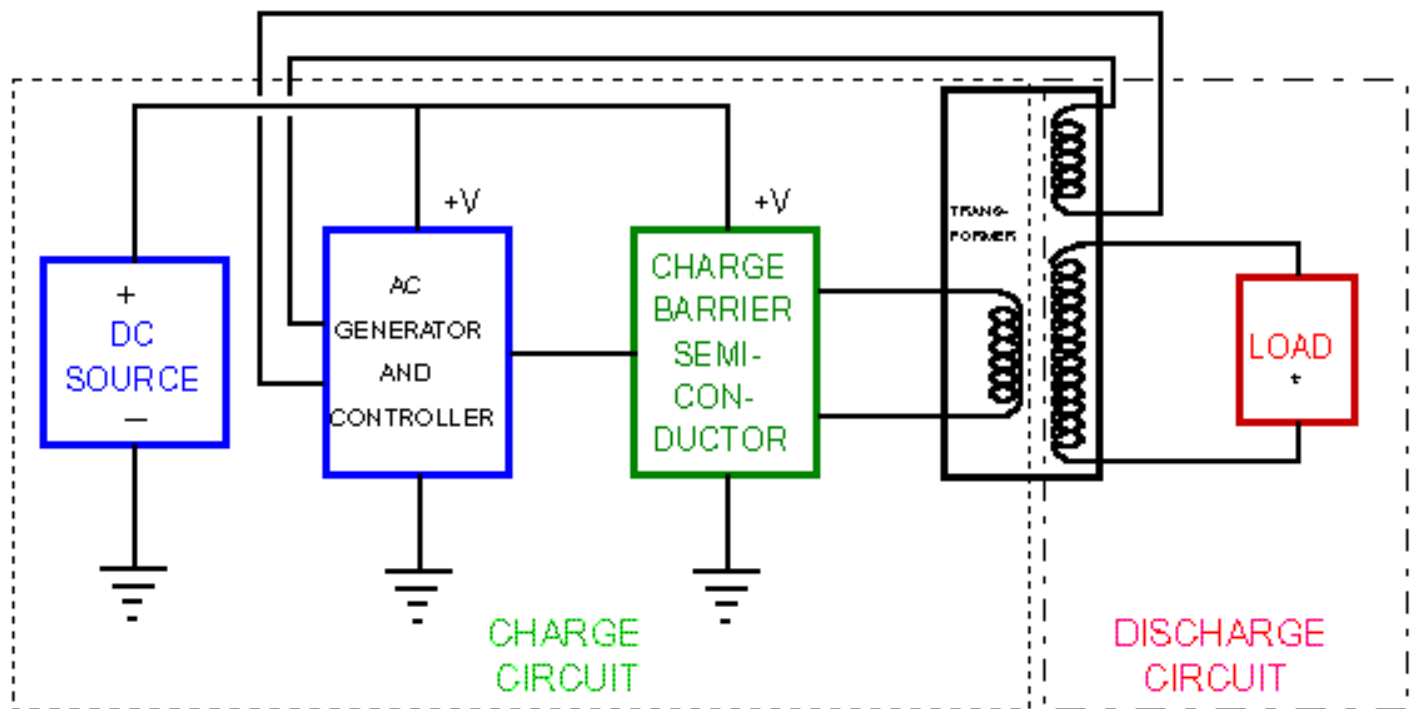 +V
+V
+
DC
SOURCE
—
AC
GENERATOR
AND
CONTROLLER
CHARGE
BARRIER
SEMI-
CON-
DUCTOR
TRANS-
FORMER
LOAD
+
CHARGE
CIRCUIT
DISCHARGE
CIRCUIT